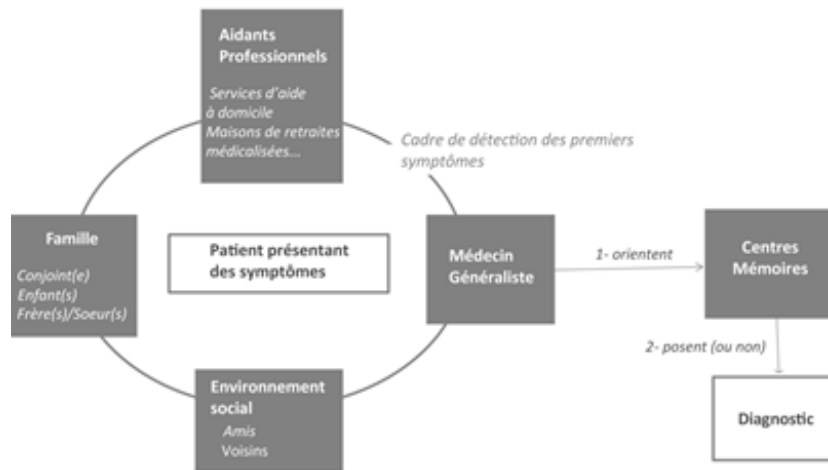 Aidants
Professionnels
Services d'aide
à domicile
Maisons de retraites
médicalisées...
Cadre de détection des premiers
symptômes
Famille
Conjoint(e)
Enfant(s)
Frère(s)/Soeur(s)
Patient présentant
des symptômes
Médecin
Généraliste
1- orientent
Centres
Mémoires
2- posent (ou non)
Environnement
social
Amis
Voisins
Diagnostic